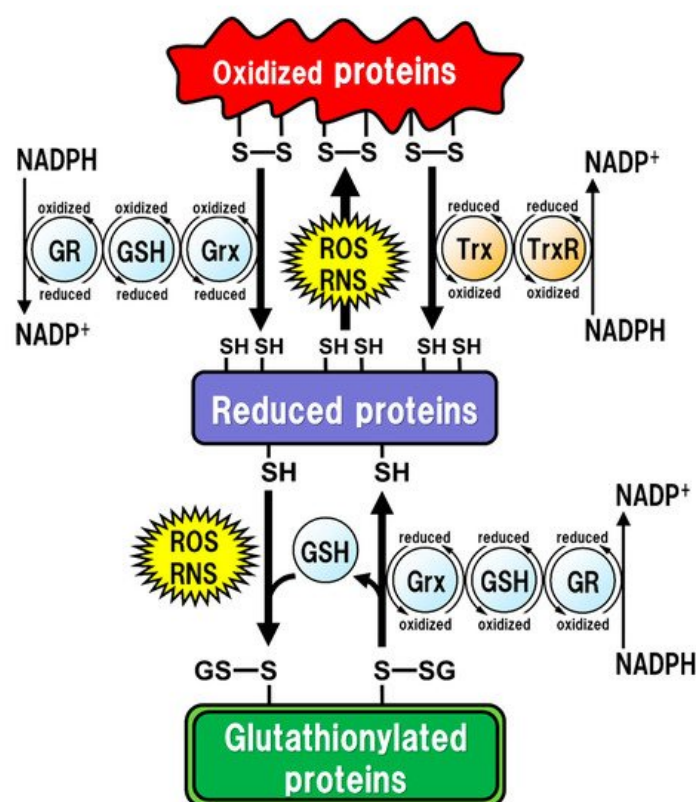 Oxidized proteins
S—S S—S S—S
NADPH
NADP+
oxidized oxidized oxidized
GR GSH Grx
reduced reduced reduced
NADP+
ROS
RNS
reduced reduced
Trx TrxR
oxidized oxidized
NADPH
SH SH SH SH SH SH
Reduced proteins
SH SH
ROS
RNS
GSH
NADP+
reduced reduced reduced
Grx GSH GR
oxidized oxidized oxidized
NADPH
GS—S S—SG
Glutathionylated
proteins